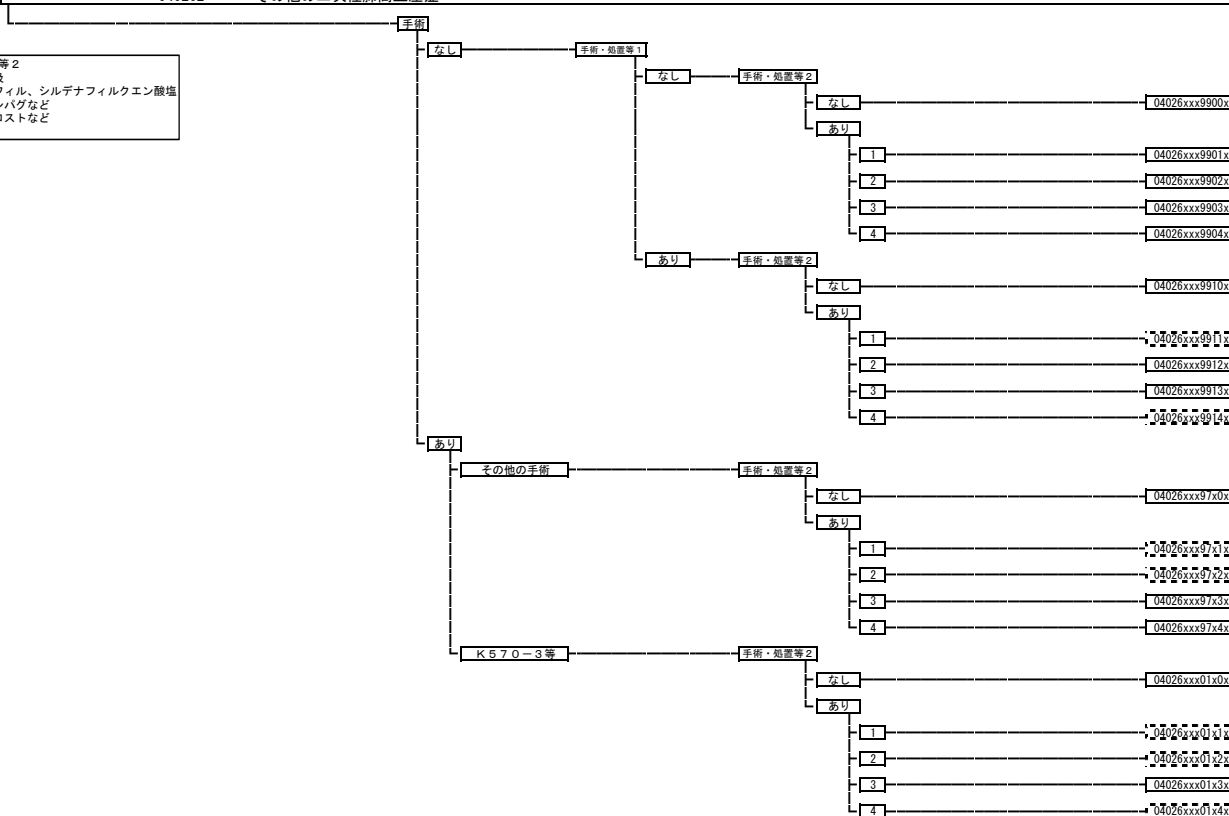 手術
なし
手術・処置等1
等2
なし
手術・処置等2
フィル、シルデナフィルクエン酸塩
ンバグなど
なし
04026xxx9900x
コストなど
あり
1
04026xxx9901x
2
04026xxx9902x
3
04026xxx9903x
4
04026xxx9904x
あり
手術・処置等2
なし
04026xxx9910x
あり
1
04026xxx9911x
2
04026xxx9912x
3
04026xxx9913x
4
04026xxx9914x
あり
その他の手術
手術・処置等2
なし
04026xxx97x0x
あり
1
04026xxx97x1x
2
04026xxx97x2x
3
04026xxx97x3x
4
04026xxx97x4x
K570-3等
手術・処置等2
なし
04026xxx01x0x
あり
1
04026xxx01x1x
2
04026xxx01x2x
3
04026xxx01x3x
4
04026xxx01x4x